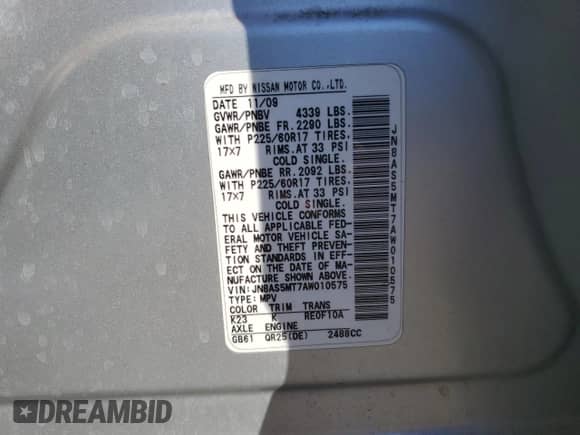 MFD BY NISSAN MOTOR CO.,LTD.
DATE 11/09
GVWR/PNBV 4339 LBS.
GAWR/PNBE FR. 2290 LBS.
WITH P225/60R17 TIRES,
17x7 RIMS.AT 33 PSI
COLD SINGLE.
GAWR/PNBE RR. 2092 LBS.
WITH P225/60R17 TIRES,
17x7 RIMS.AT 33 PSI
COLD SINGLE.
THIS VEHICLE CONFORMS
TO ALL APPLICABLE FED-
ERAL MOTOR VEHICLE SA-
FETY AND THEFT PREVEN-
TION STANDARDS IN EFF-
ECT ON THE DATE OF MA-
NUFACTURE SHOWN ABOVE.
VIN:JN8AS5MT7AW010575
TYPE:MPV
COLOR TRIM TRANS
K23 K RE0F10A
AXLE ENGINE
GB61 QR25(DE) 2488CC
JN8AS5MT7AW010575
DREAMBID